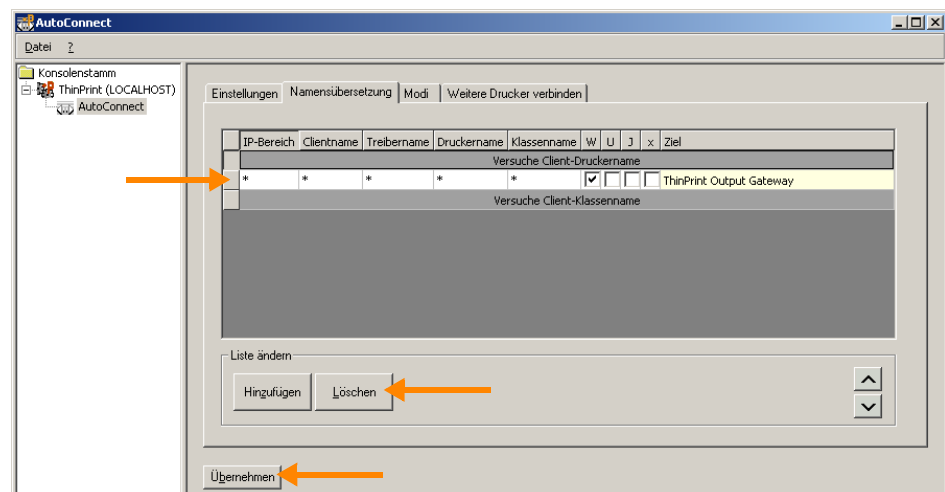 AutoConnect
Datei ?
Konsolenstamm
ThinPrint (LOCALHOST)
AutoConnect
Einstellungen Namensübersetzung Modi Weitere Drucker verbinden
IP-Bereich Clientname Treibername Druckername Klassenname W U J x Ziel
Versuche Client-Druckername
* * * * * ThinPrint Output Gateway
Versuche Client-Klassenname
Liste ändern
Hinzufügen Löschen
Übernehmen